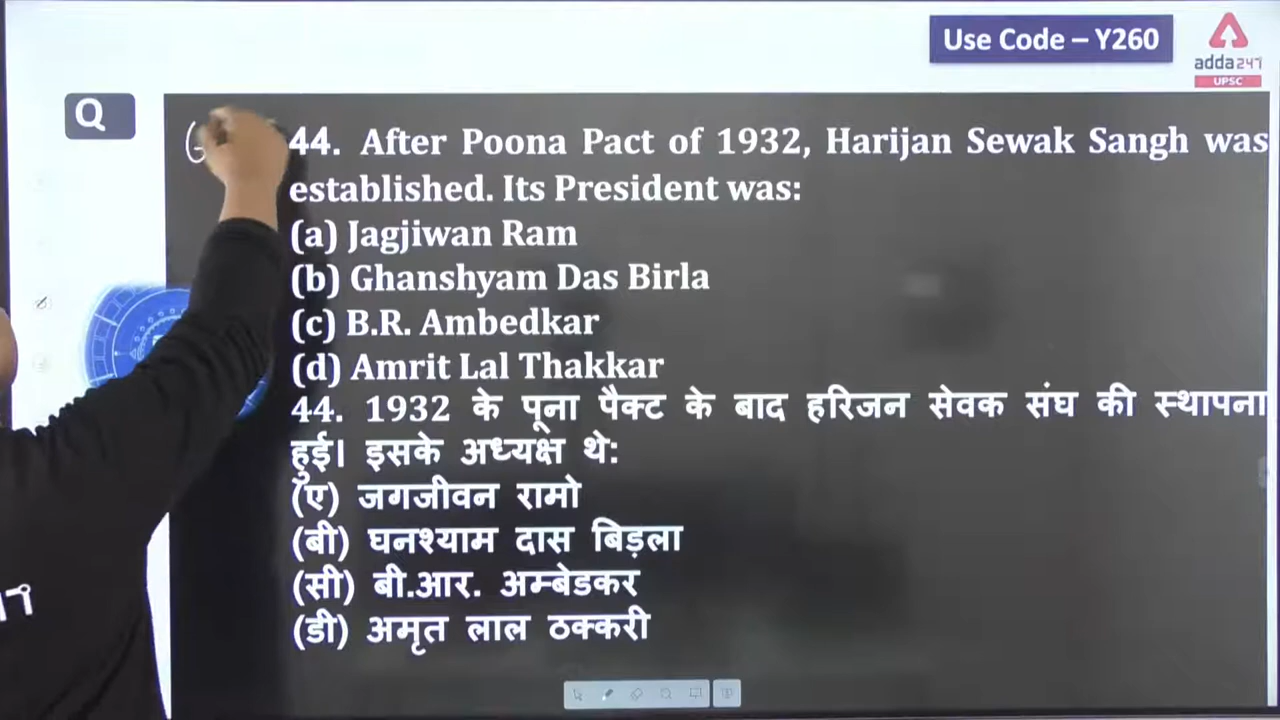 Use Code – Y260
adda247
UPSC
Q
44. After Poona Pact of 1932, Harijan Sewak Sangh was
established. Its President was:
(a) Jagjiwan Ram
(b) Ghanshyam Das Birla
(c) B.R. Ambedkar
(d) Amrit Lal Thakkar
44. 1932 के पूना पैक्ट के बाद हरिजन सेवक संघ की स्थापना
हुई। इसके अध्यक्ष थे:
(ए) जगजीवन रामो
(बी) घनश्याम दास बिड़ला
(सी) बी.आर. अम्बेडकर
(डी) अमृत लाल ठक्करी